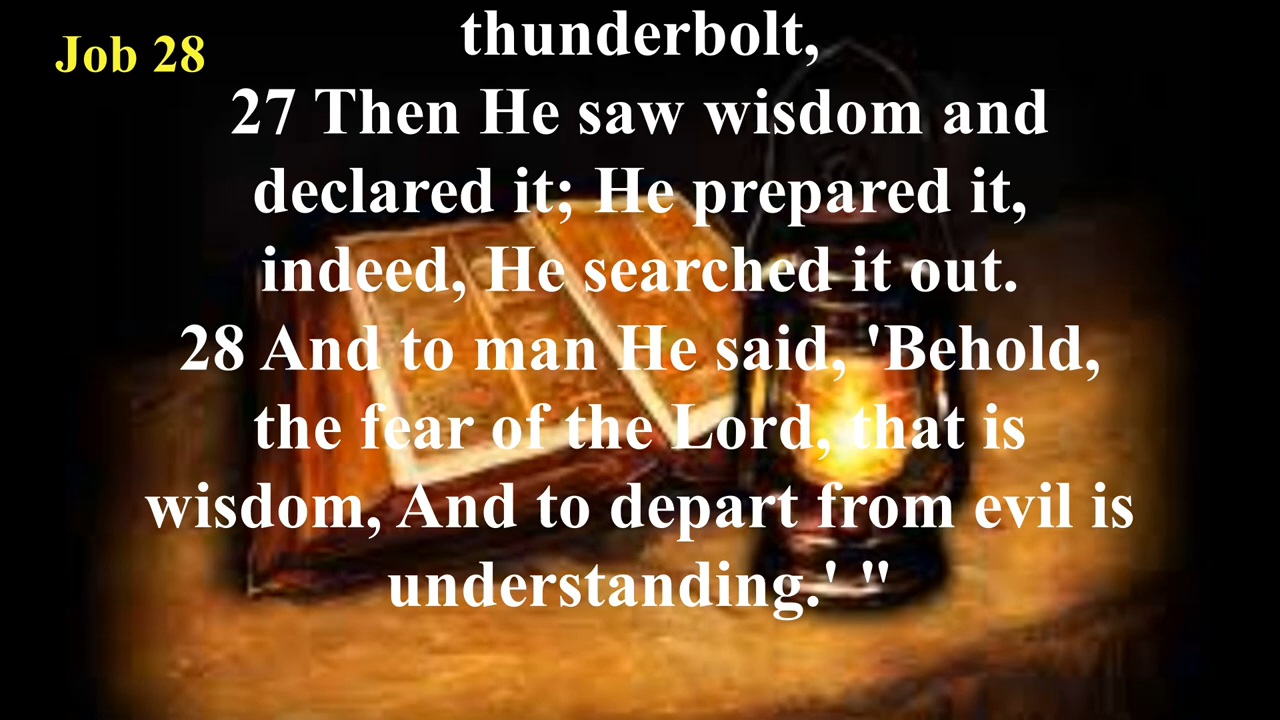 Job 28
thunderbolt,
27 Then He saw wisdom and
declared it; He prepared it,
indeed, He searched it out.
28 And to man He said, 'Behold,
the fear of the Lord, that is
wisdom, And to depart from evil is
understanding.' "